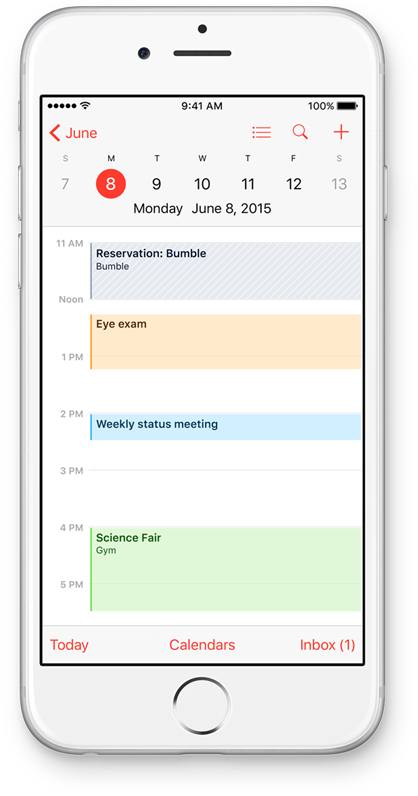 9:41 AM 100%
June
S M T W T F S
7 8 9 10 11 12 13
Monday June 8, 2015
11 AM
Reservation: Bumble
Bumble
Noon
Eye exam
1 PM
2 PM
Weekly status meeting
3 PM
4 PM
Science Fair
Gym
5 PM
Today Calendars Inbox (1)